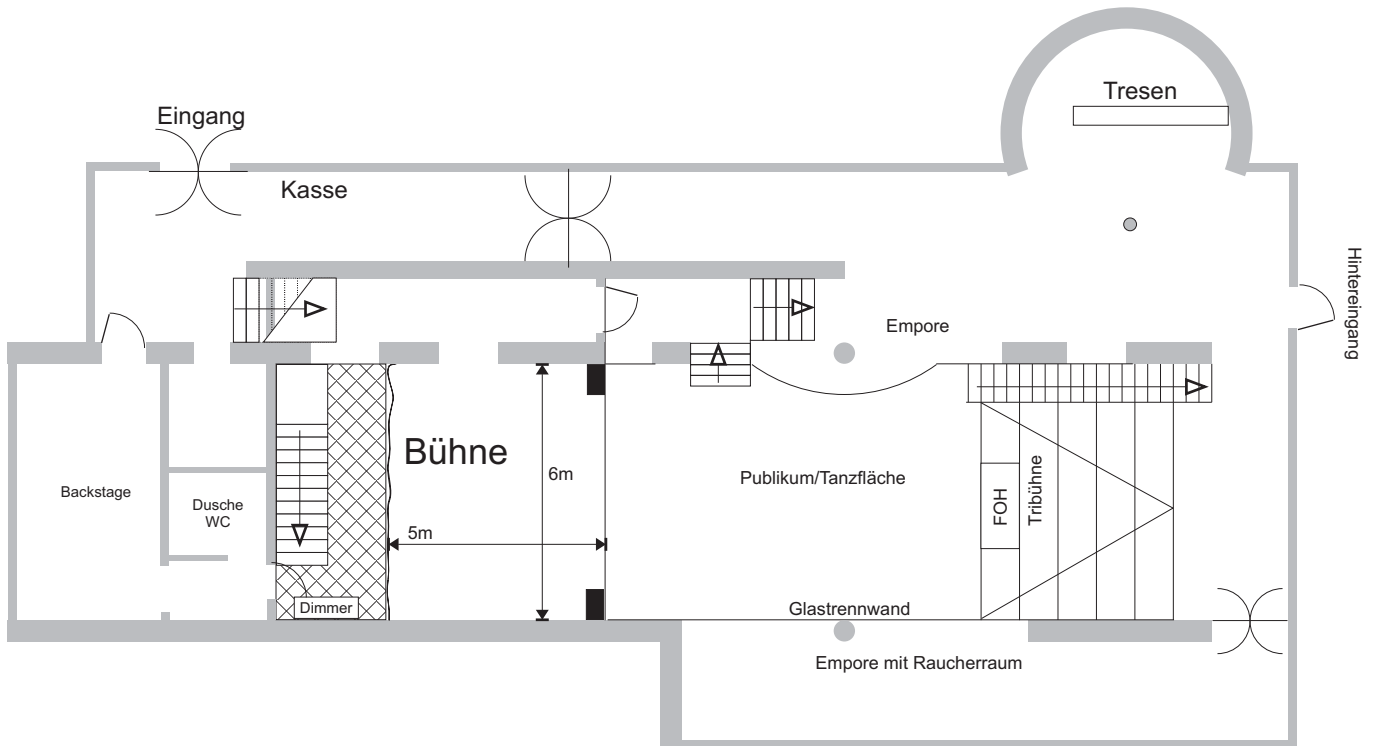 Tresen
Eingang
Kasse
Hintereingang
Empore
Bühne
6m
Publikum/Tanzfläche
Backstage
Dusche
WC
FOH
Tribühne
5m
Dimmer
Glastrennwand
Empore mit Raucherraum